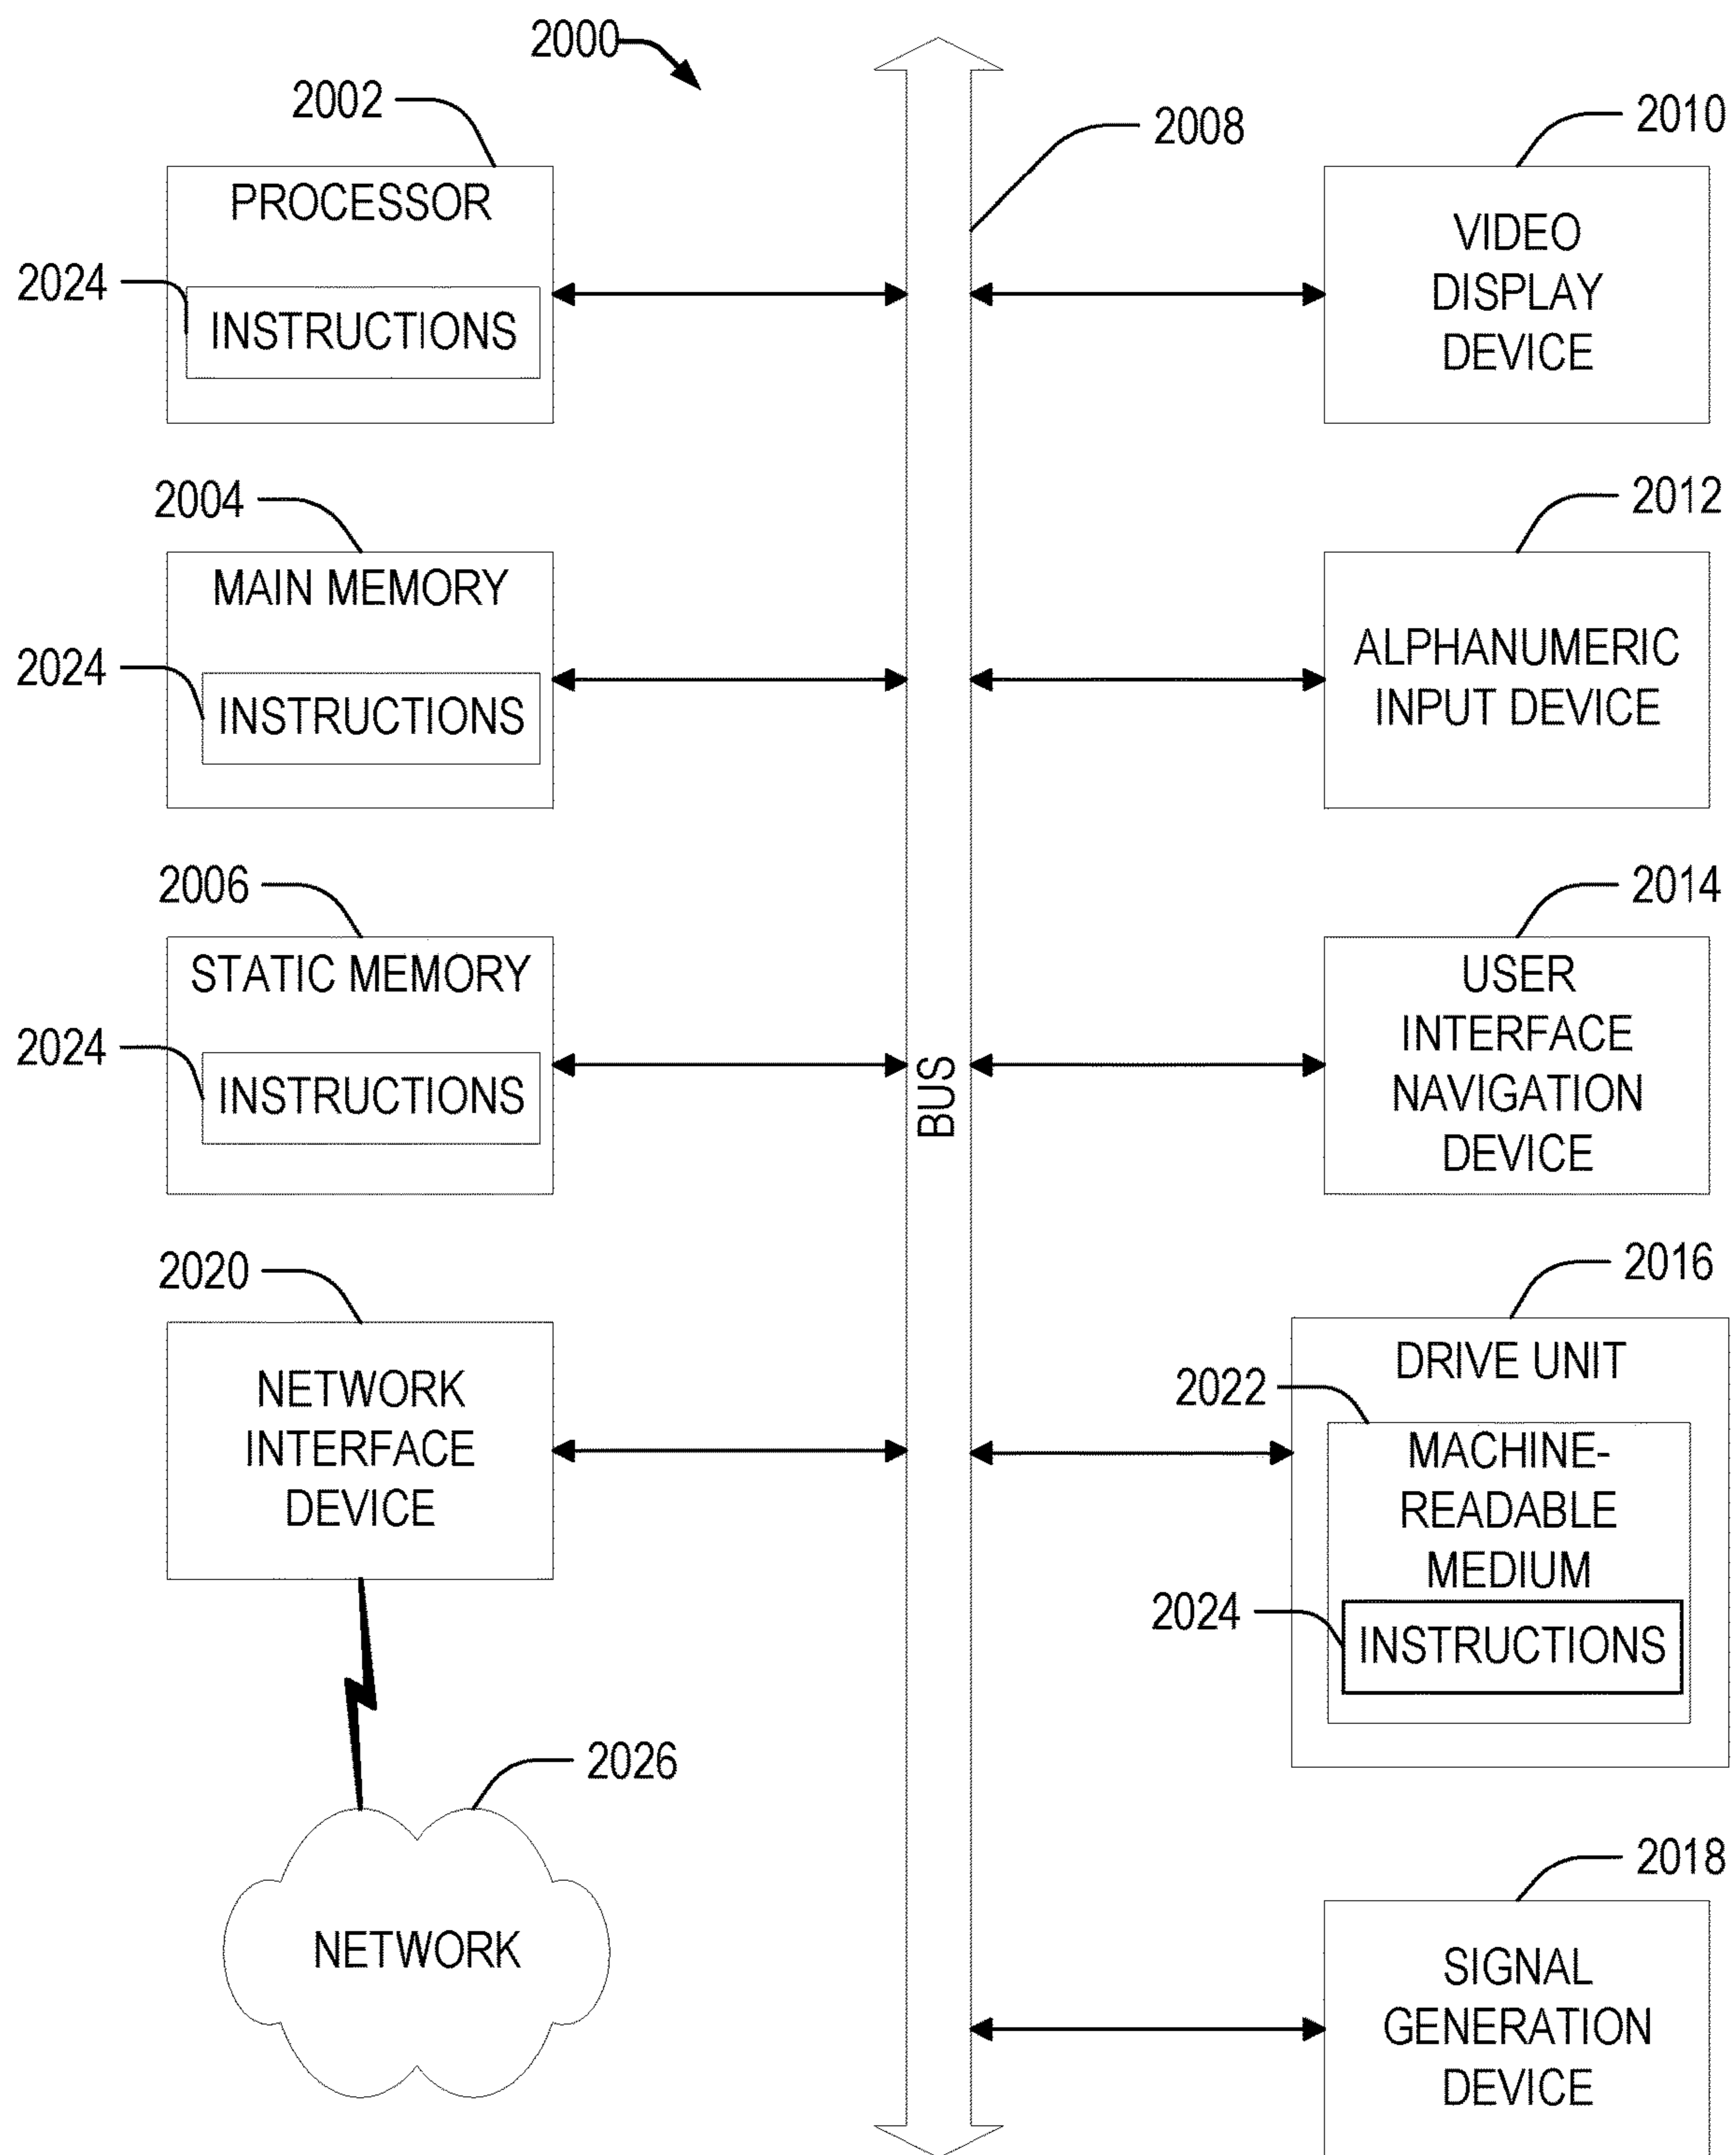 2000
2002
PROCESSOR
2024
INSTRUCTIONS
2004
MAIN MEMORY
2024
INSTRUCTIONS
2006
STATIC MEMORY
2024
INSTRUCTIONS
2020
NETWORK
INTERFACE
DEVICE
2026
NETWORK
2008
BUS
2010
VIDEO
DISPLAY
DEVICE
2012
ALPHANUMERIC
INPUT DEVICE
2014
USER
INTERFACE
NAVIGATION
DEVICE
2016
DRIVE UNIT
2022
MACHINE-
READABLE
MEDIUM
2024
INSTRUCTIONS
2018
SIGNAL
GENERATION
DEVICE